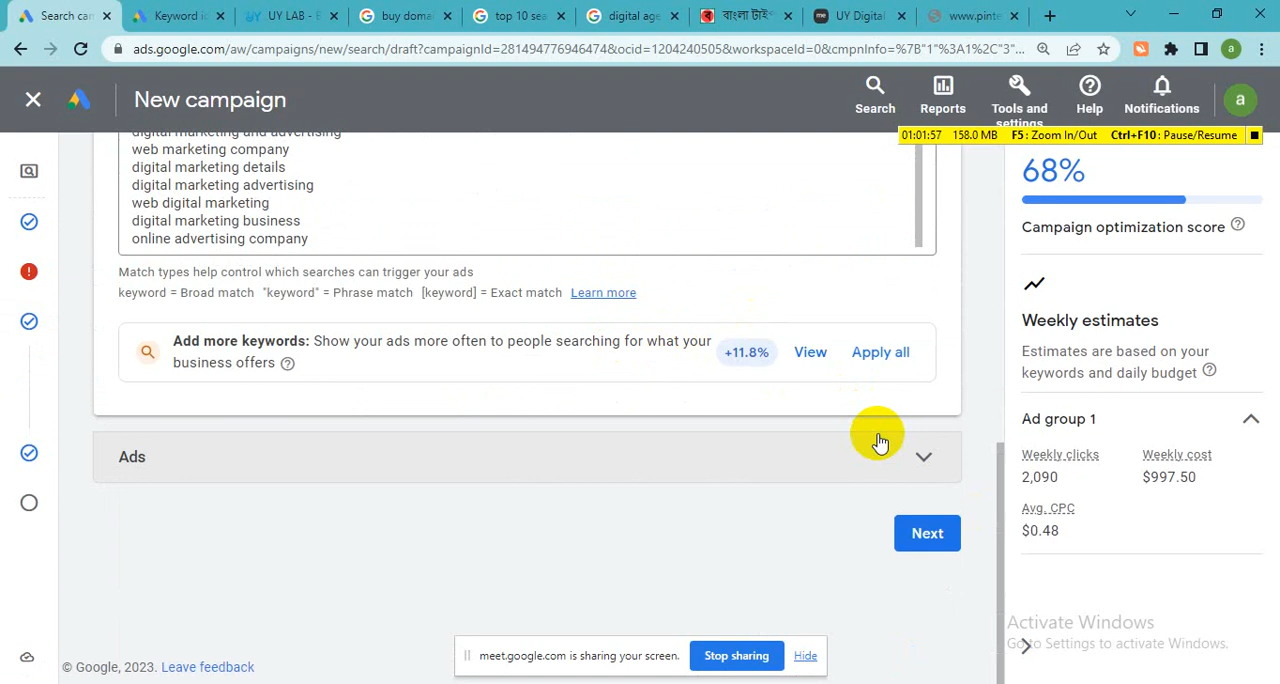 Search car
Keyword id
UY LAB - E
buy doma
top 10 sea
digital age
বাংলা টাইপ
UY Digital
www.pinte
ads.google.com/aw/campaigns/new/search/draft?campaignId=281494776946474&ocid=1204240505&workspaceId=0&cmpnInfo=%7B"1"%3A1%2C"3"...
a
New campaign
Search
Reports
Tools and settings
Help
Notifications
a
01:01:57 158.0 MB F5: Zoom In/Out Ctrl+F10: Pause/Resume
digital marketing and advertising
web marketing company
digital marketing details
digital marketing advertising
web digital marketing
digital marketing business
online advertising company
Match types help control which searches can trigger your ads
keyword = Broad match "keyword" = Phrase match [keyword] = Exact match Learn more
Add more keywords: Show your ads more often to people searching for what your
business offers
+11.8%
View
Apply all
Ads
Next
68%
Campaign optimization score
Weekly estimates
Estimates are based on your
keywords and daily budget
Ad group 1
Weekly clicks Weekly cost
2,090 $997.50
Avg. CPC
$0.48
Activate Windows
Go to Settings to activate Windows.
meet.google.com is sharing your screen. Stop sharing Hide
© Google, 2023. Leave feedback